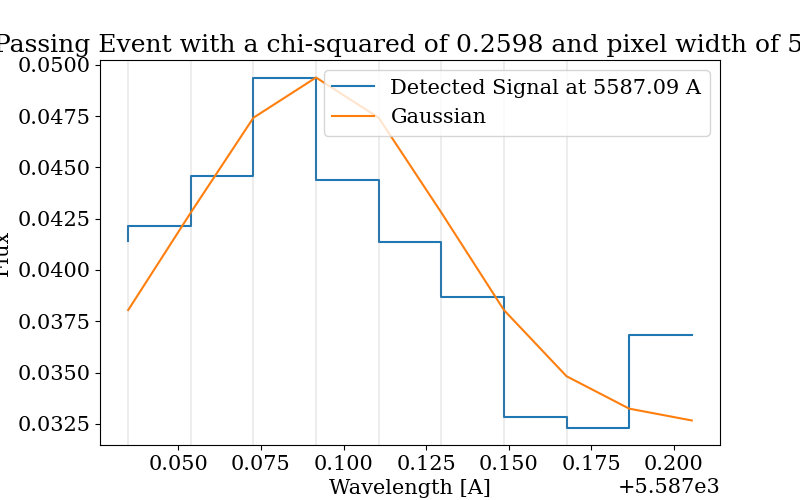 Passing Event with a chi-squared of 0.2598 and pixel width of 5
Detected Signal at 5587.09 A
Gaussian
0.0500
0.0475
0.0450
0.0425
0.0400
0.0375
0.0350
0.0325
Flux
0.050 0.075 0.100 0.125 0.150 0.175 0.200
+5.587e3
Wavelength [A]